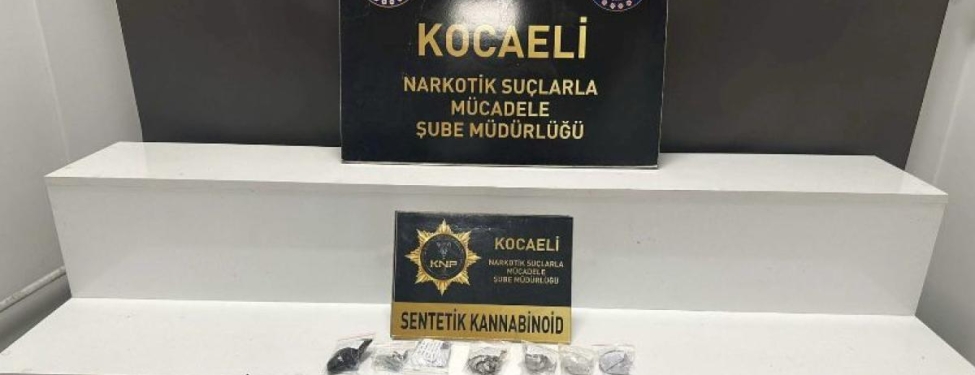 KOCAELİ
NARKOTİK SUÇLARLA
MÜCADELE
ŞUBE MÜDÜRLÜĞÜ
KNP
KOCAELİ
NARKOTİK SUÇLARLA
MÜCADELE
ŞUBE MÜDÜRLÜĞÜ
SENTETİK KANNABİNOİD